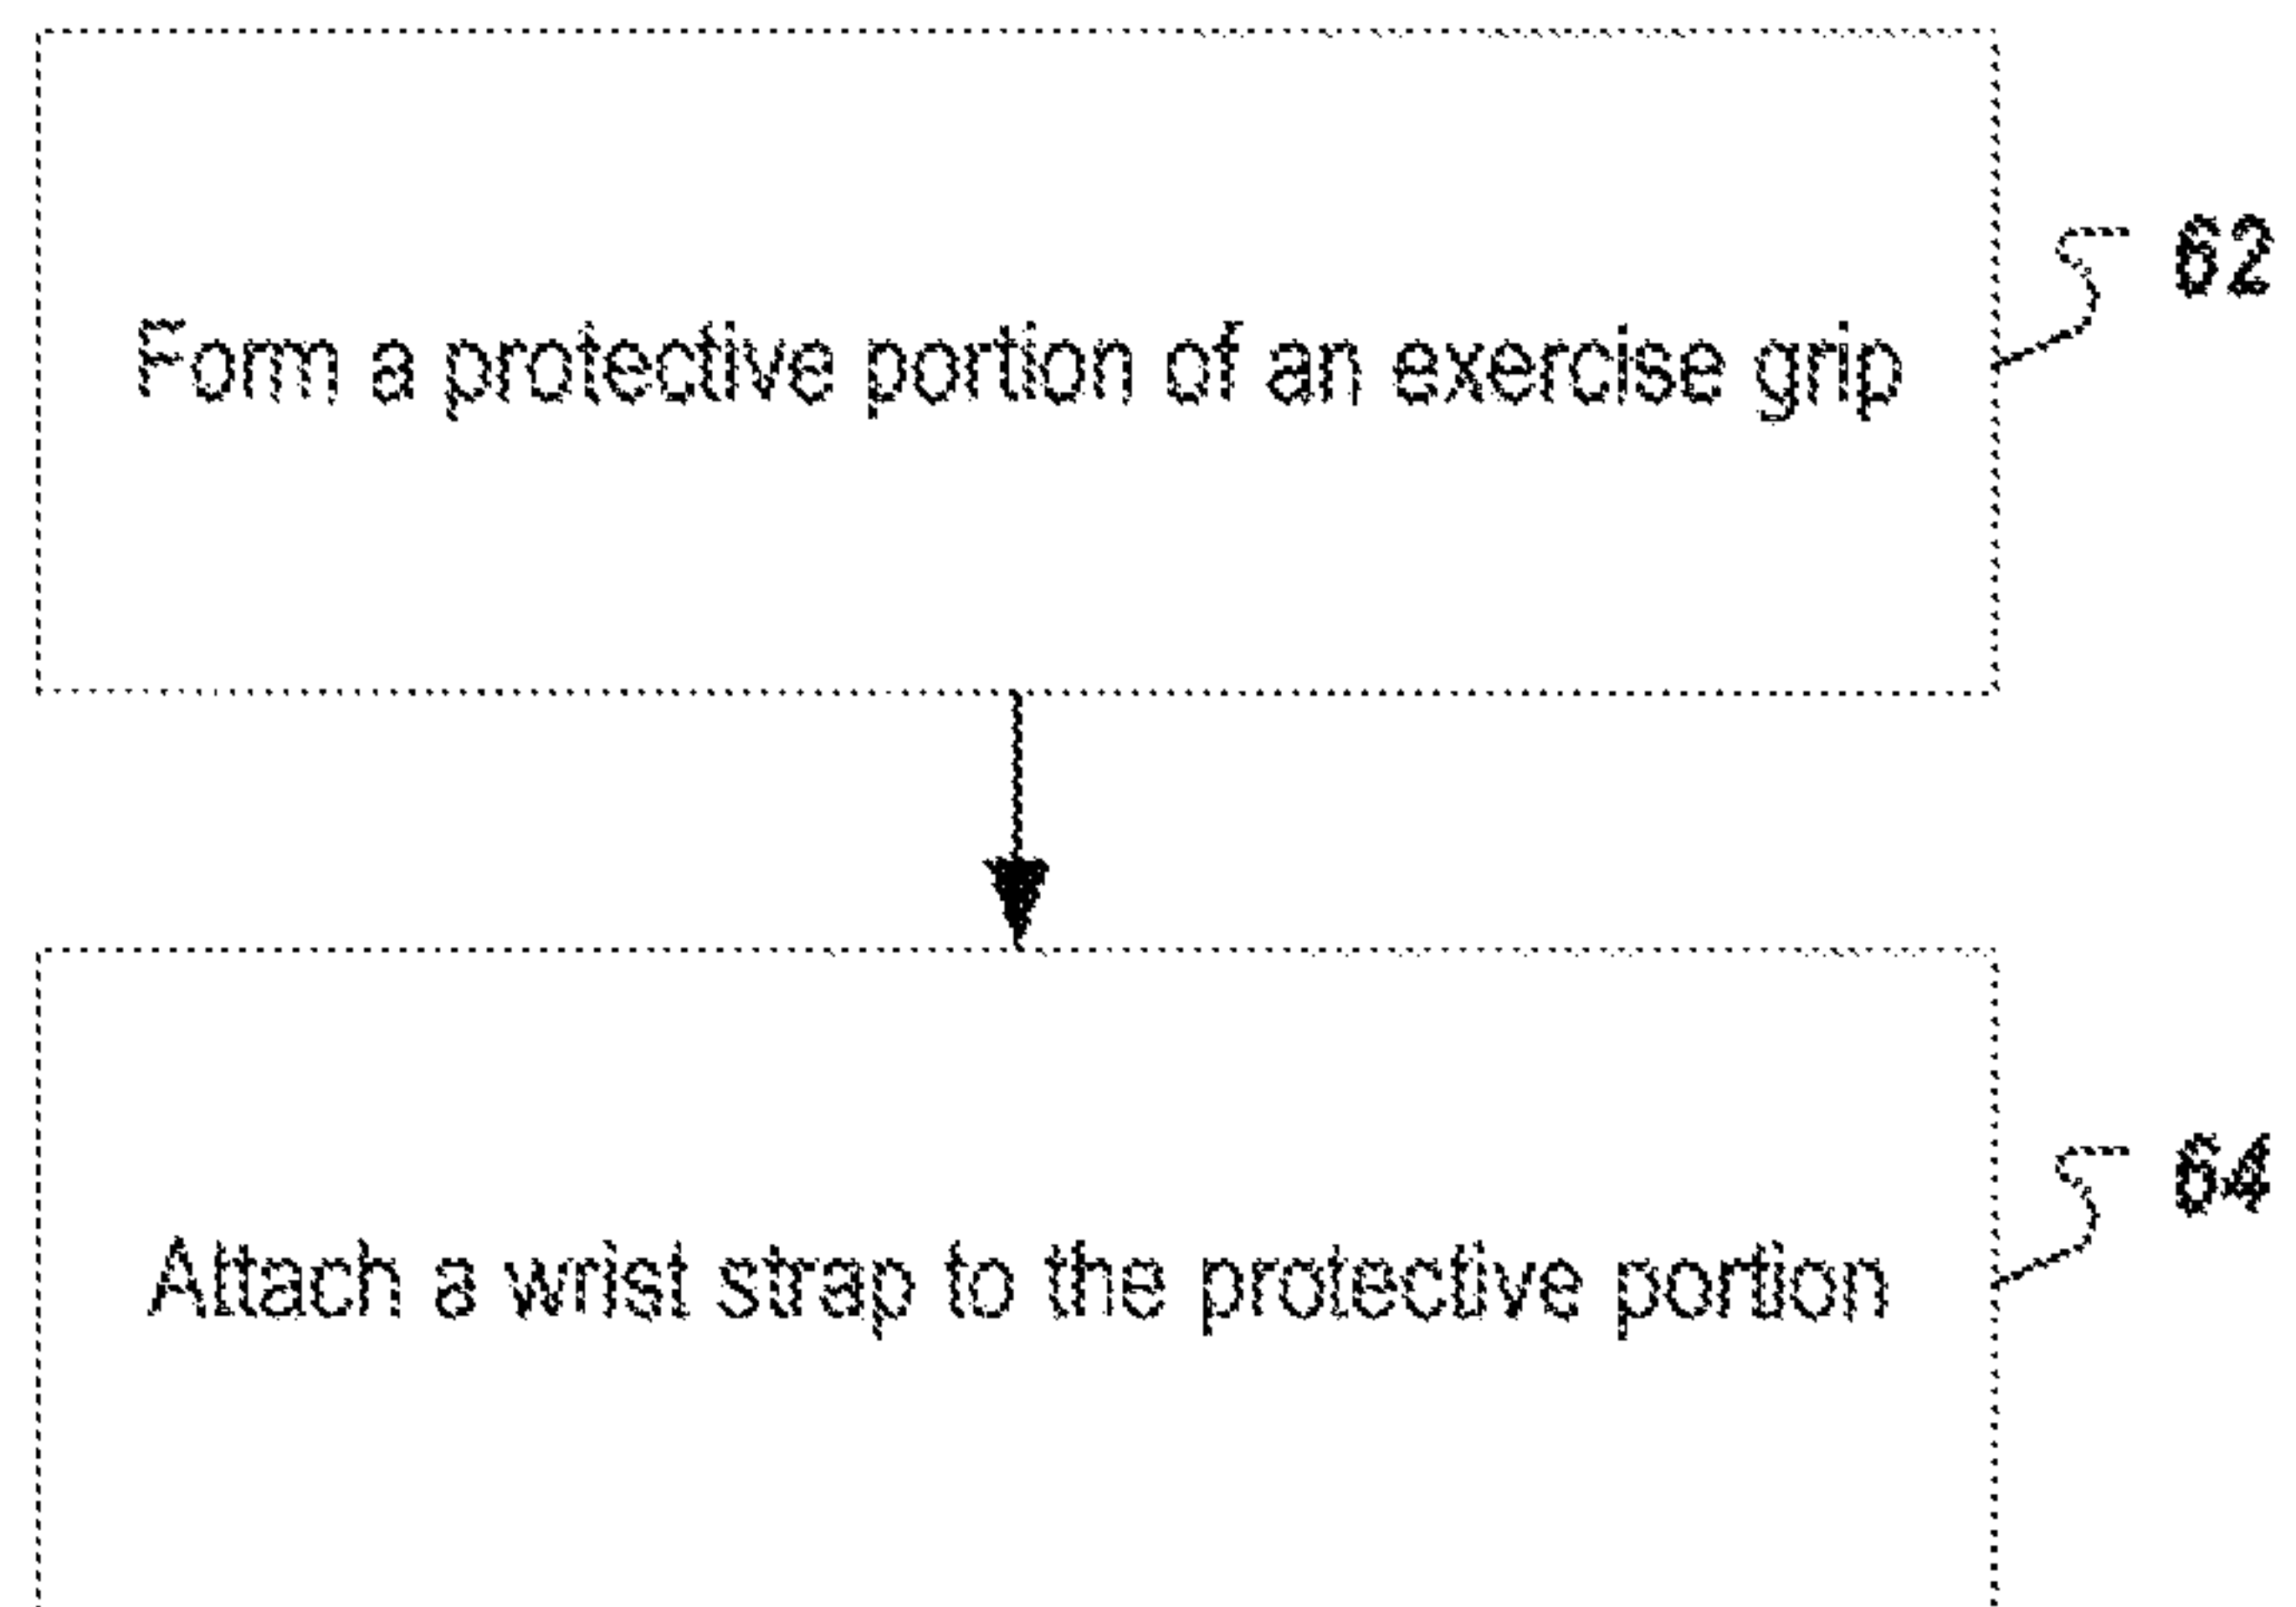 62
Form a protective portion of an exercise grip
64
Attach a wrist strap to the protective portion